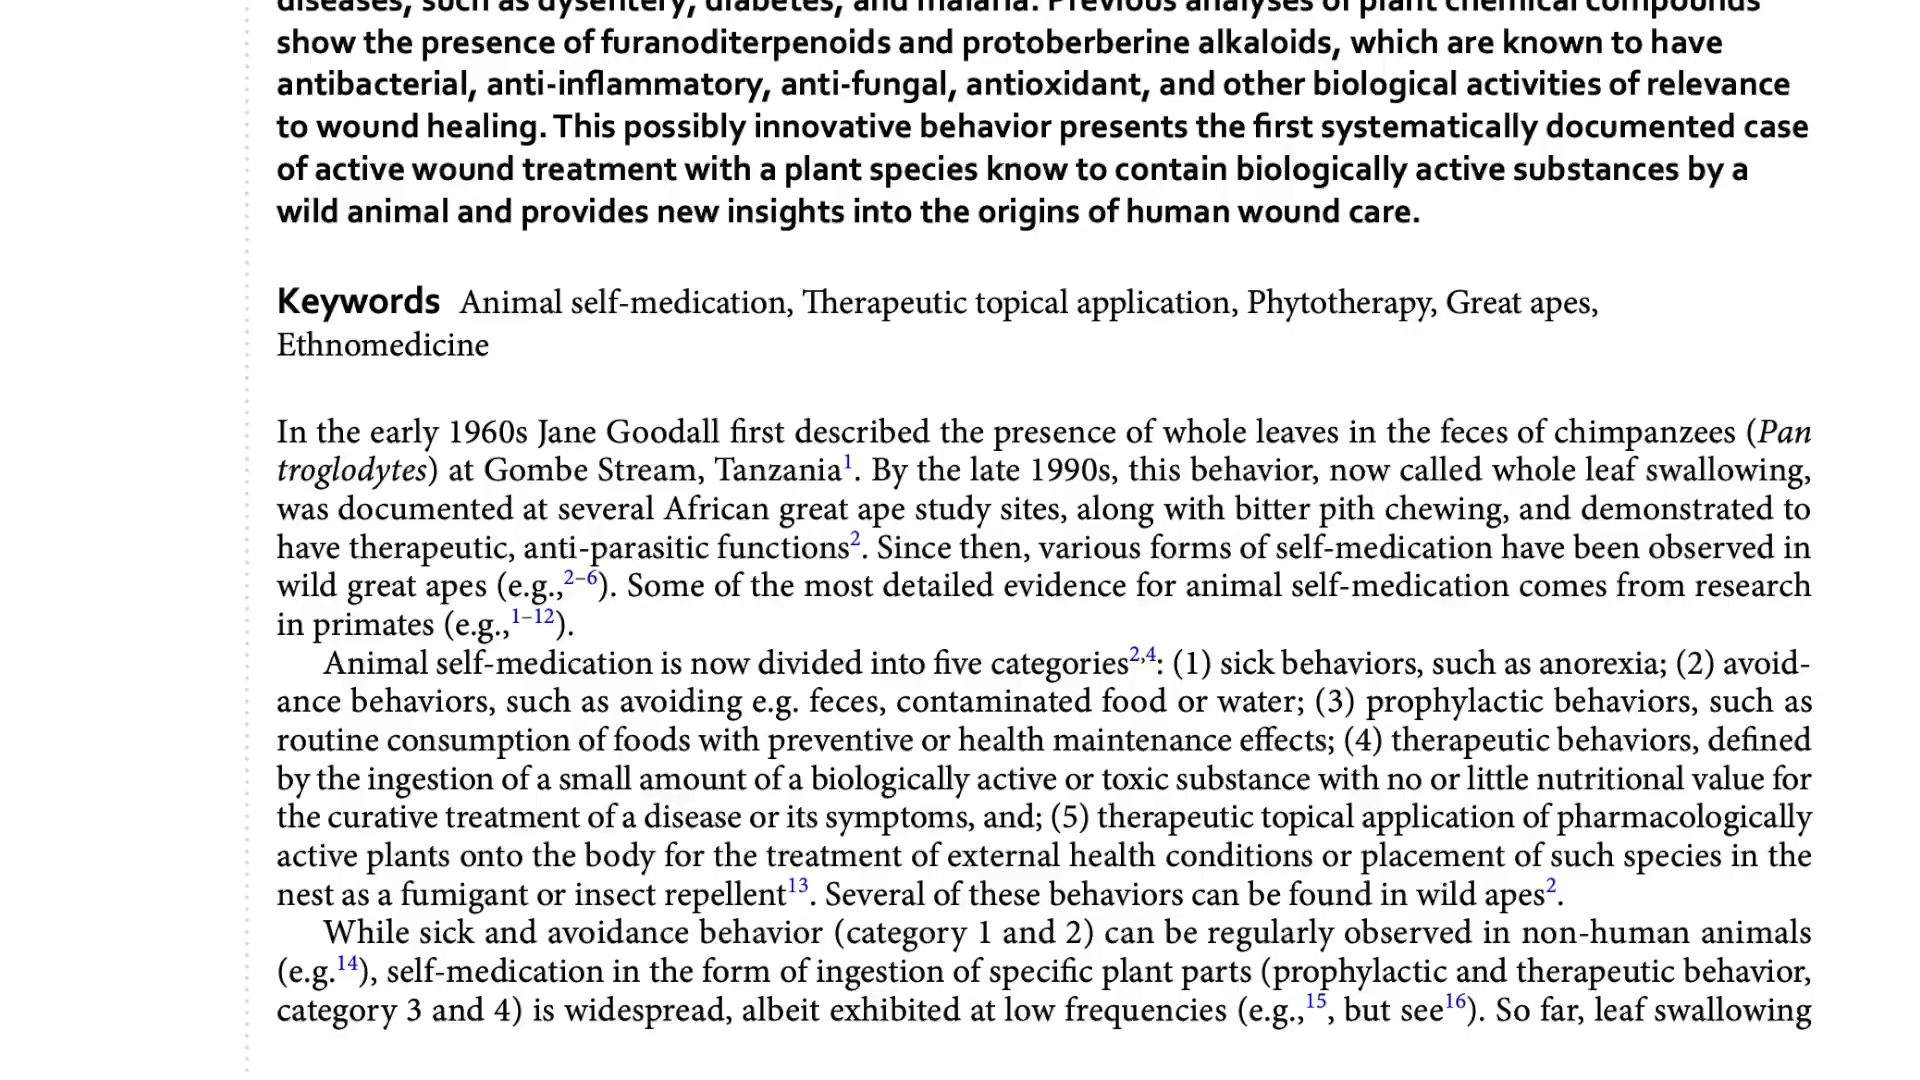 diseases, such as dysentery, diabetes, and malaria. Previous analyses of plant chemical compounds
show the presence of furanoditerpenoids and protoberberine alkaloids, which are known to have
antibacterial, anti-inflammatory, anti-fungal, antioxidant, and other biological activities of relevance
to wound healing. This possibly innovative behavior presents the first systematically documented case
of active wound treatment with a plant species know to contain biologically active substances by a
wild animal and provides new insights into the origins of human wound care.
Keywords Animal self-medication, Therapeutic topical application, Phytotherapy, Great apes,
Ethnomedicine
In the early 1960s Jane Goodall first described the presence of whole leaves in the feces of chimpanzees (Pan
troglodytes) at Gombe Stream, Tanzania1. By the late 1990s, this behavior, now called whole leaf swallowing,
was documented at several African great ape study sites, along with bitter pith chewing, and demonstrated to
have therapeutic, anti-parasitic functions2. Since then, various forms of self-medication have been observed in
wild great apes (e.g.,2–6). Some of the most detailed evidence for animal self-medication comes from research
in primates (e.g.,1–12).
Animal self-medication is now divided into five categories2,4: (1) sick behaviors, such as anorexia; (2) avoid-
ance behaviors, such as avoiding e.g. feces, contaminated food or water; (3) prophylactic behaviors, such as
routine consumption of foods with preventive or health maintenance effects; (4) therapeutic behaviors, defined
by the ingestion of a small amount of a biologically active or toxic substance with no or little nutritional value for
the curative treatment of a disease or its symptoms, and; (5) therapeutic topical application of pharmacologically
active plants onto the body for the treatment of external health conditions or placement of such species in the
nest as a fumigant or insect repellent13. Several of these behaviors can be found in wild apes2.
While sick and avoidance behavior (category 1 and 2) can be regularly observed in non-human animals
(e.g.14), self-medication in the form of ingestion of specific plant parts (prophylactic and therapeutic behavior,
category 3 and 4) is widespread, albeit exhibited at low frequencies (e.g.,15, but see16). So far, leaf swallowing